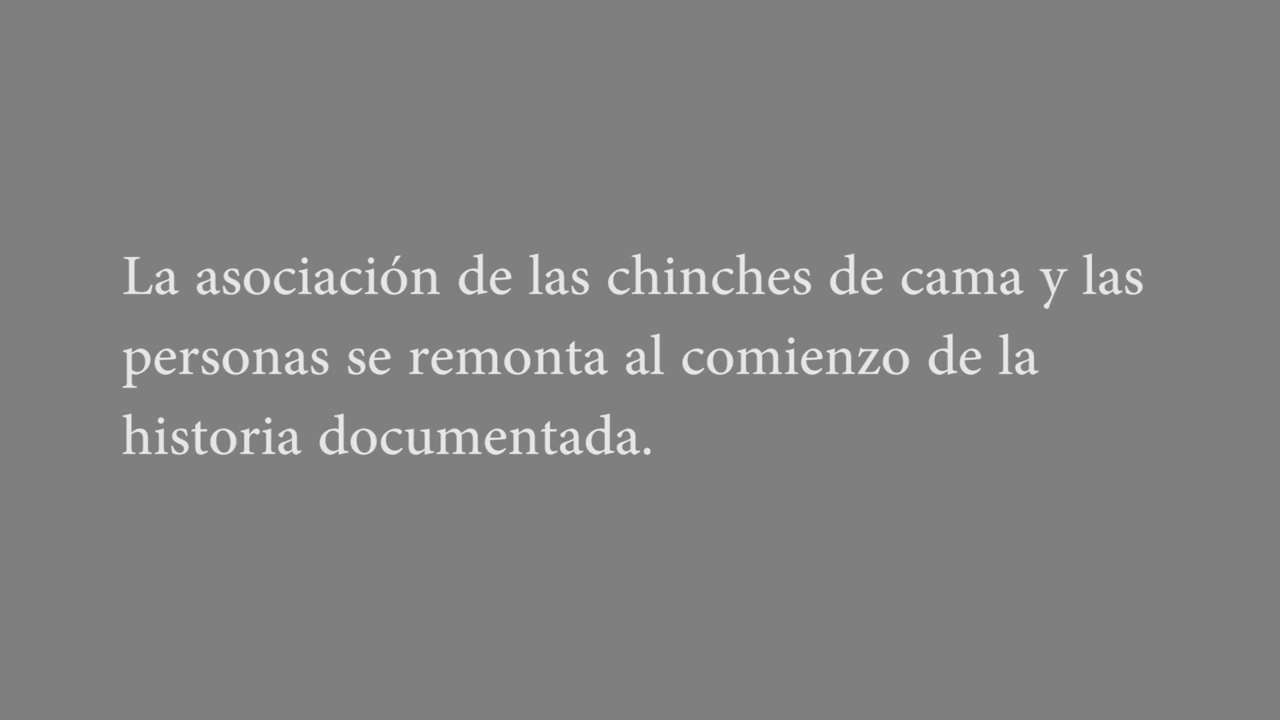 La asociación de las chinches de cama y las
personas se remonta al comienzo de la
historia documentada.